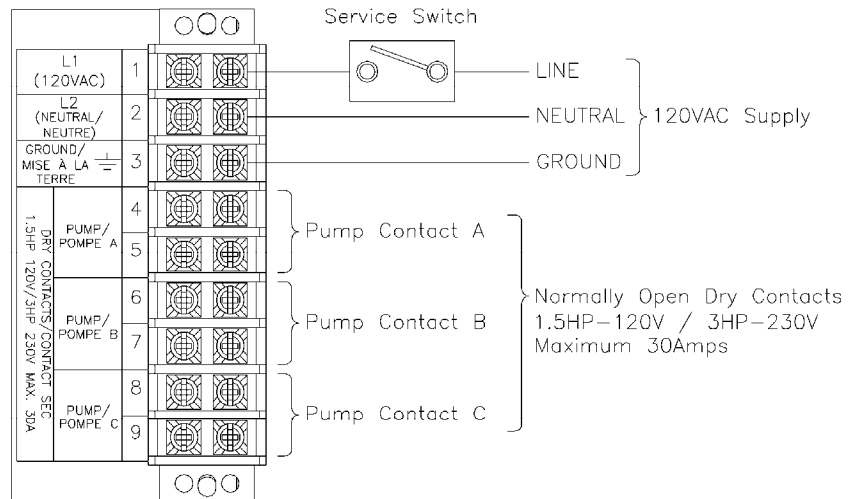 Service Switch
L1
(120VAC)
1
LINE
L2
(NEUTRAL/
NEUTRE)
2
NEUTRAL
120VAC Supply
GROUND/
MISE À LA
TERRE
3
GROUND
DRY CONTACTS/CONTACT SEC
1.5HP 120V/3HP 230V MAX. 30A
PUMP/
POMPE A
4
5
Pump Contact A
PUMP/
POMPE B
6
7
Pump Contact B
PUMP/
POMPE C
8
9
Pump Contact C
Normally Open Dry Contacts
1.5HP-120V / 3HP-230V
Maximum 30Amps